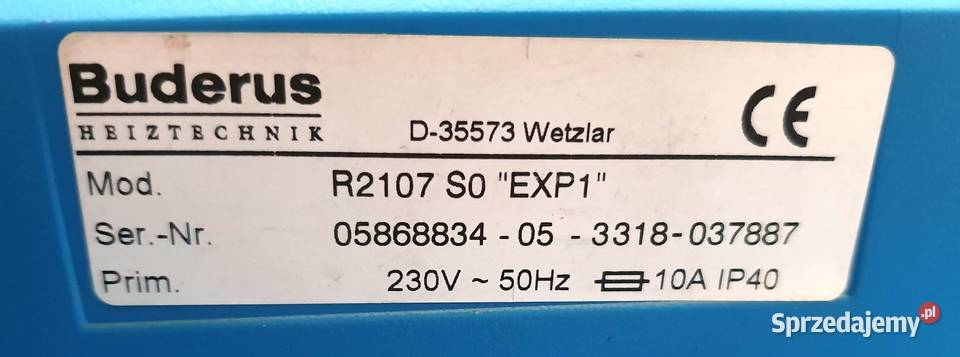 Buderus
HEIZTECHNIK D-35573 Wetzlar CE
Mod. R2107 S0 "EXP1"
Ser.-Nr. 05868834 - 05 - 3318-037887
Prim. 230V ~ 50Hz 10A IP40
Sprzedajemy.pl